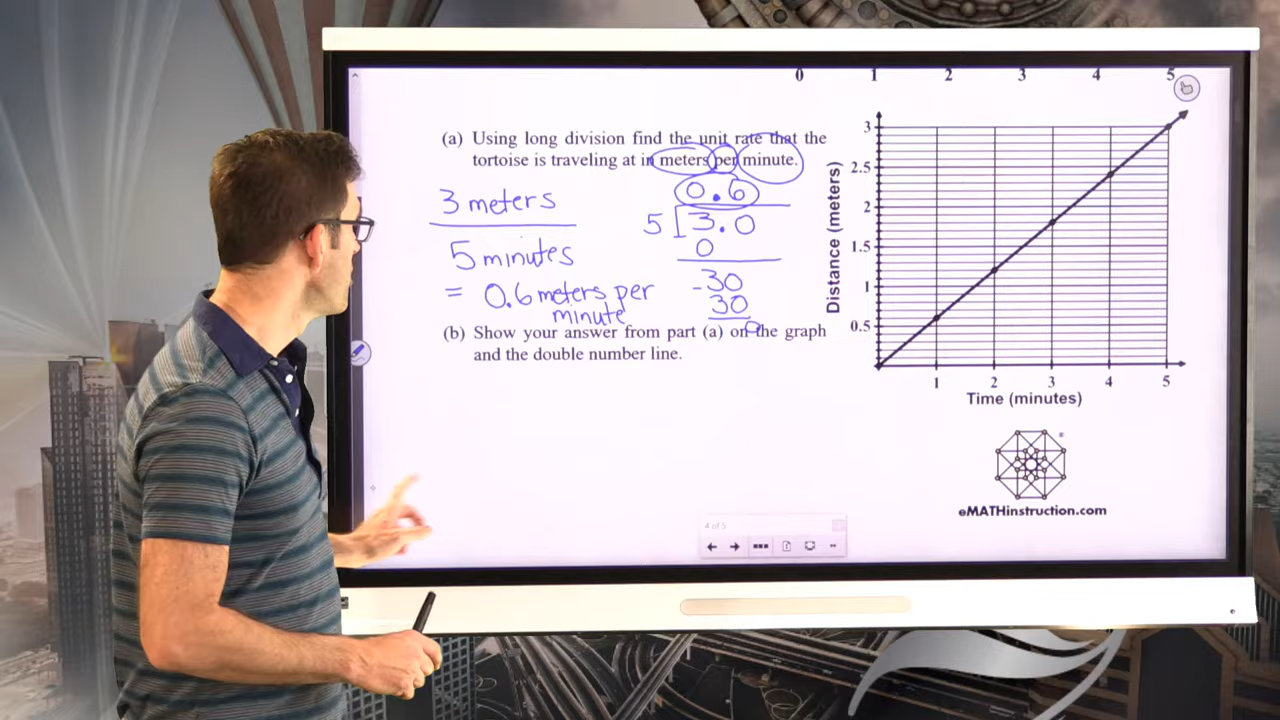 0 1 2 3 4 5
(a) Using long division find the unit rate that the
tortoise is traveling at in meters per minute.
3 meters
5 minutes
= 0.6 meters per
minute
0.6
5 3.0
0
-30
30
0
(b) Show your answer from part (a) on the graph
and the double number line.
Distance (meters)
3
2.5
2
1.5
1
0.5
1 2 3 4 5
Time (minutes)
®
eMATHinstruction.com
4 of 5